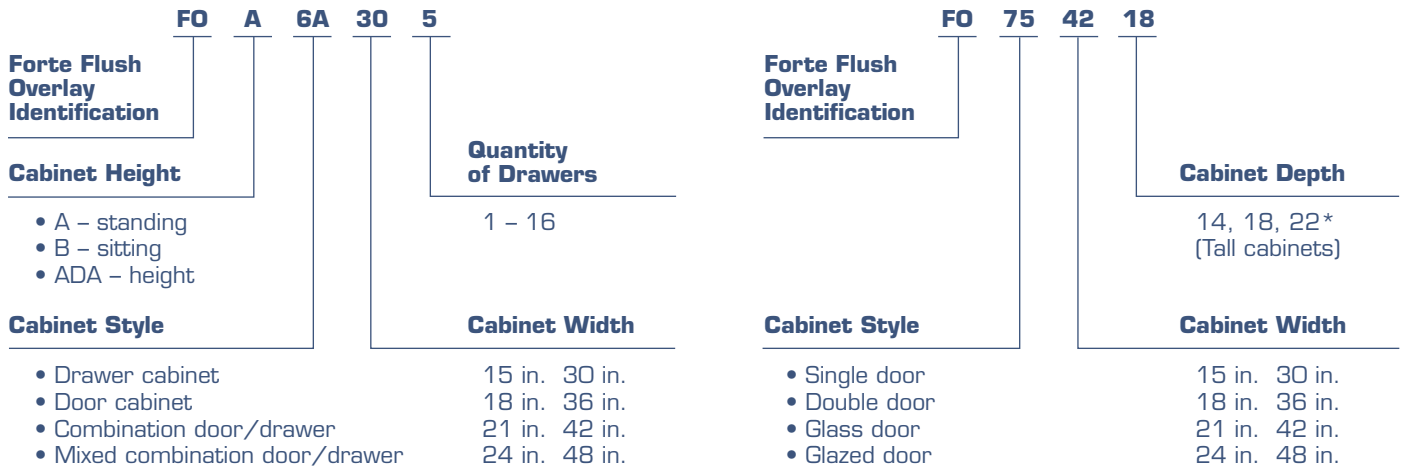 FO A 6A 30 5
Forte Flush
Overlay
Identification
Cabinet Height
• A – standing
• B – sitting
• ADA – height
Quantity
of Drawers
1 – 16
Cabinet Style
• Drawer cabinet
• Door cabinet
• Combination door/drawer
• Mixed combination door/drawer
Cabinet Width
15 in. 30 in.
18 in. 36 in.
21 in. 42 in.
24 in. 48 in.
FO 75 42 18
Forte Flush
Overlay
Identification
Cabinet Depth
14, 18, 22*
(Tall cabinets)
Cabinet Style
• Single door
• Double door
• Glass door
• Glazed door
Cabinet Width
15 in. 30 in.
18 in. 36 in.
21 in. 42 in.
24 in. 48 in.